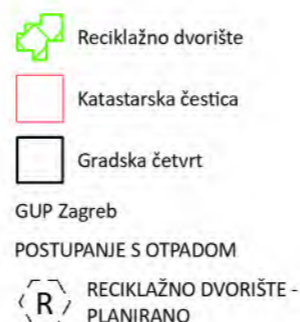 Reciklažno dvorište
Katastarska čestica
Gradska četvrt
GUP Zagreb
POSTUPANJE S OTPADOM
R
RECIKLAŽNO DVORIŠTE -
PLANIRANO